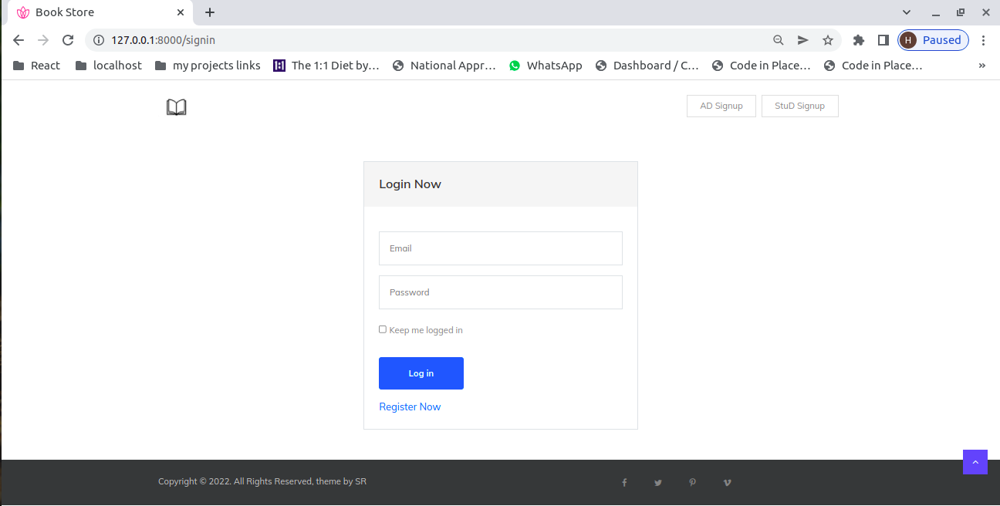 Book Store
127.0.0.1:8000/signin
H Paused
React localhost my projects links The 1:1 Diet by… National Appr… WhatsApp Dashboard / C… Code in Place… Code in Place… »
AD Signup StuD Signup
Login Now
Email
Password
Keep me logged in
Log in
Register Now
Copyright © 2022. All Rights Reserved, theme by SR